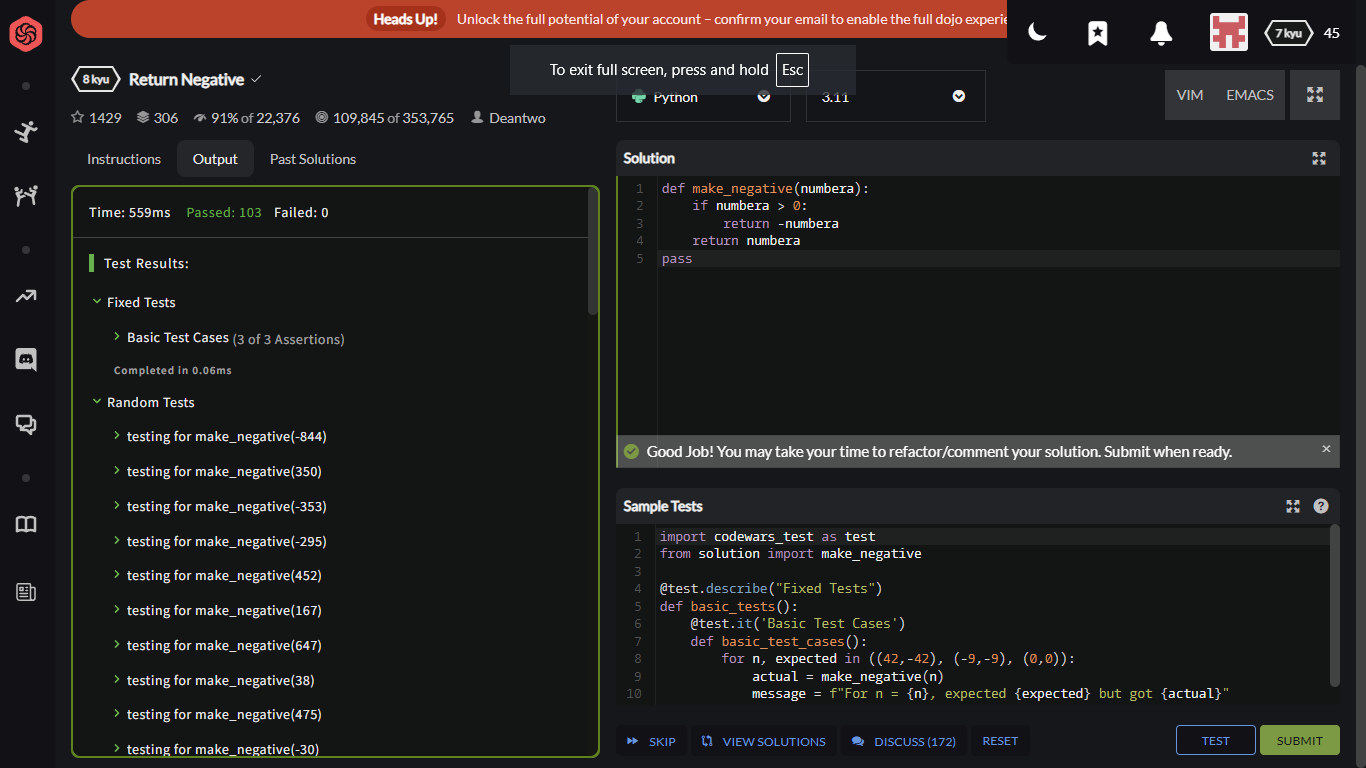 Heads Up! Unlock the full potential of your account – confirm your email to enable the full dojo experie
7 kyu 45
To exit full screen, press and hold Esc
8 kyu Return Negative
1429 306 91% of 22,376 109,845 of 353,765 Deantwo
Python 3.11 VIM EMACS
Instructions Output Past Solutions
Time: 559ms Passed: 103 Failed: 0
Test Results:
Fixed Tests
Basic Test Cases (3 of 3 Assertions)
Completed in 0.06ms
Random Tests
testing for make_negative(-844)
testing for make_negative(350)
testing for make_negative(-353)
testing for make_negative(-295)
testing for make_negative(452)
testing for make_negative(167)
testing for make_negative(647)
testing for make_negative(38)
testing for make_negative(475)
testing for make_negative(-30)
Solution
1 def make_negative(numbera):
2     if numbera > 0:
3         return -numbera
4     return numbera
5 pass
Good Job! You may take your time to refactor/comment your solution. Submit when ready. ×
Sample Tests ?
1 import codewars_test as test
2 from solution import make_negative
3
4 @test.describe("Fixed Tests")
5 def basic_tests():
6     @test.it('Basic Test Cases')
7     def basic_test_cases():
8         for n, expected in ((42,-42), (-9,-9), (0,0)):
9             actual = make_negative(n)
10             message = f"For n = {n}, expected {expected} but got {actual}"
SKIP VIEW SOLUTIONS DISCUSS (172) RESET TEST SUBMIT